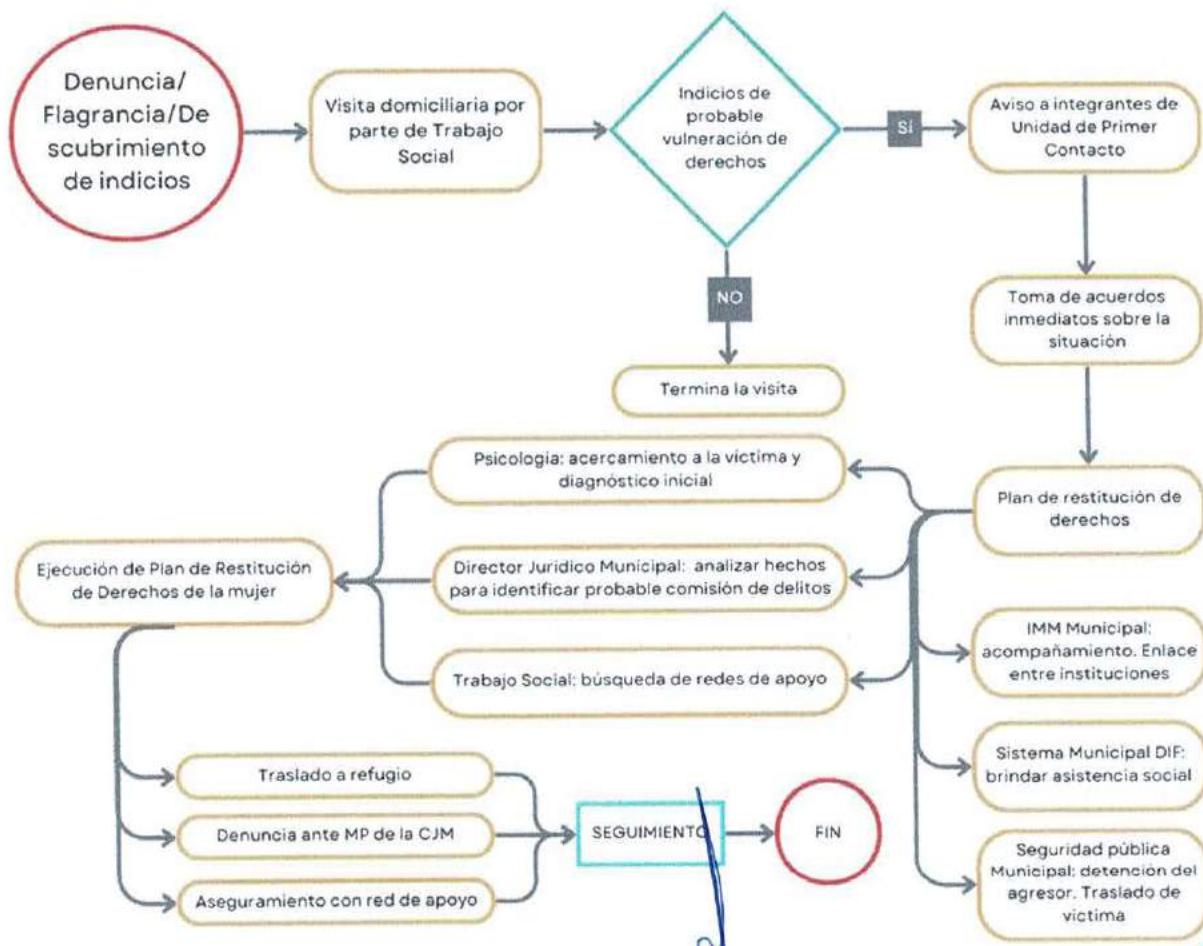 Denuncia/
Flagrancia/De
scubrimiento
de indicios
Visita domiciliaria por
parte de Trabajo
Social
Indicios de
probable
vulneración de
derechos
SÍ
Aviso a integrantes de
Unidad de Primer
Contacto
NO
Termina la visita
Toma de acuerdos
inmediatos sobre la
situación
Plan de restitución de
derechos
Psicología: acercamiento a la víctima y
diagnóstico inicial
Director Jurídico Municipal: analizar hechos
para identificar probable comisión de delitos
Trabajo Social: búsqueda de redes de apoyo
IMM Municipal:
acompañamiento. Enlace
entre instituciones
Sistema Municipal DIF:
brindar asistencia social
Seguridad pública
Municipal: detención del
agresor. Traslado de
víctima
Ejecución de Plan de Restitución
de Derechos de la mujer
Traslado a refugio
Denuncia ante MP de la CJM
Aseguramiento con red de apoyo
SEGUIMIENTO
FIN